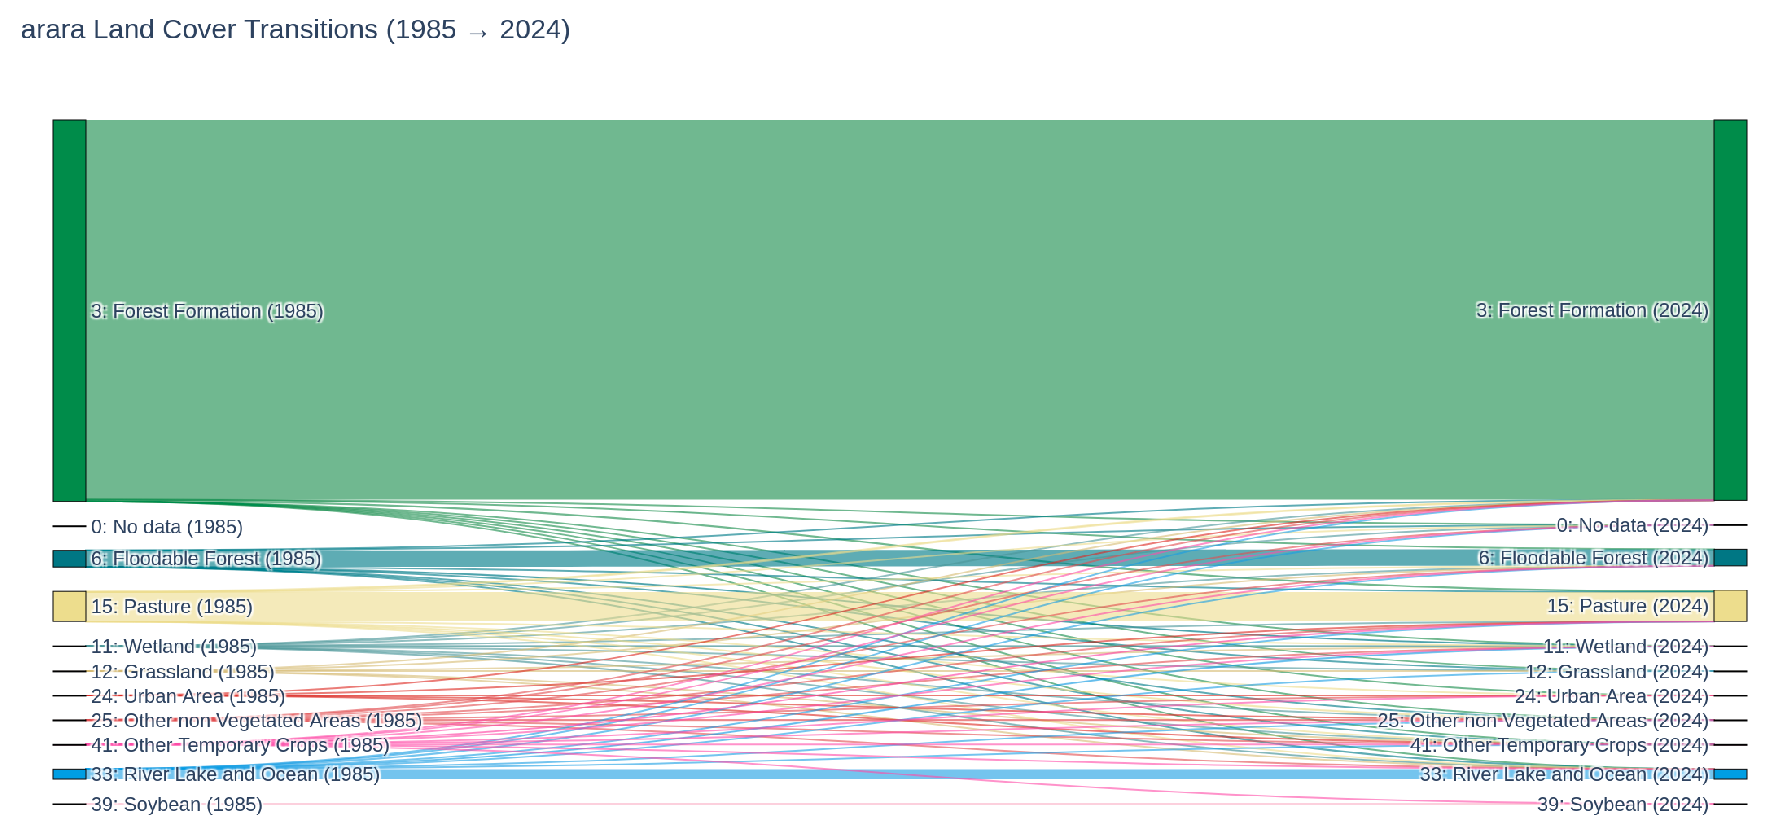 arara Land Cover Transitions (1985 → 2024)
3: Forest Formation (1985)
3: Forest Formation (2024)
0: No data (1985)
0: No data (2024)
6: Floodable Forest (1985)
6: Floodable Forest (2024)
15: Pasture (1985)
15: Pasture (2024)
11: Wetland (1985)
11: Wetland (2024)
12: Grassland (1985)
12: Grassland (2024)
24: Urban Area (1985)
24: Urban Area (2024)
25: Other non Vegetated Areas (1985)
25: Other non Vegetated Areas (2024)
41: Other Temporary Crops (1985)
41: Other Temporary Crops (2024)
33: River Lake and Ocean (1985)
33: River Lake and Ocean (2024)
39: Soybean (1985)
39: Soybean (2024)